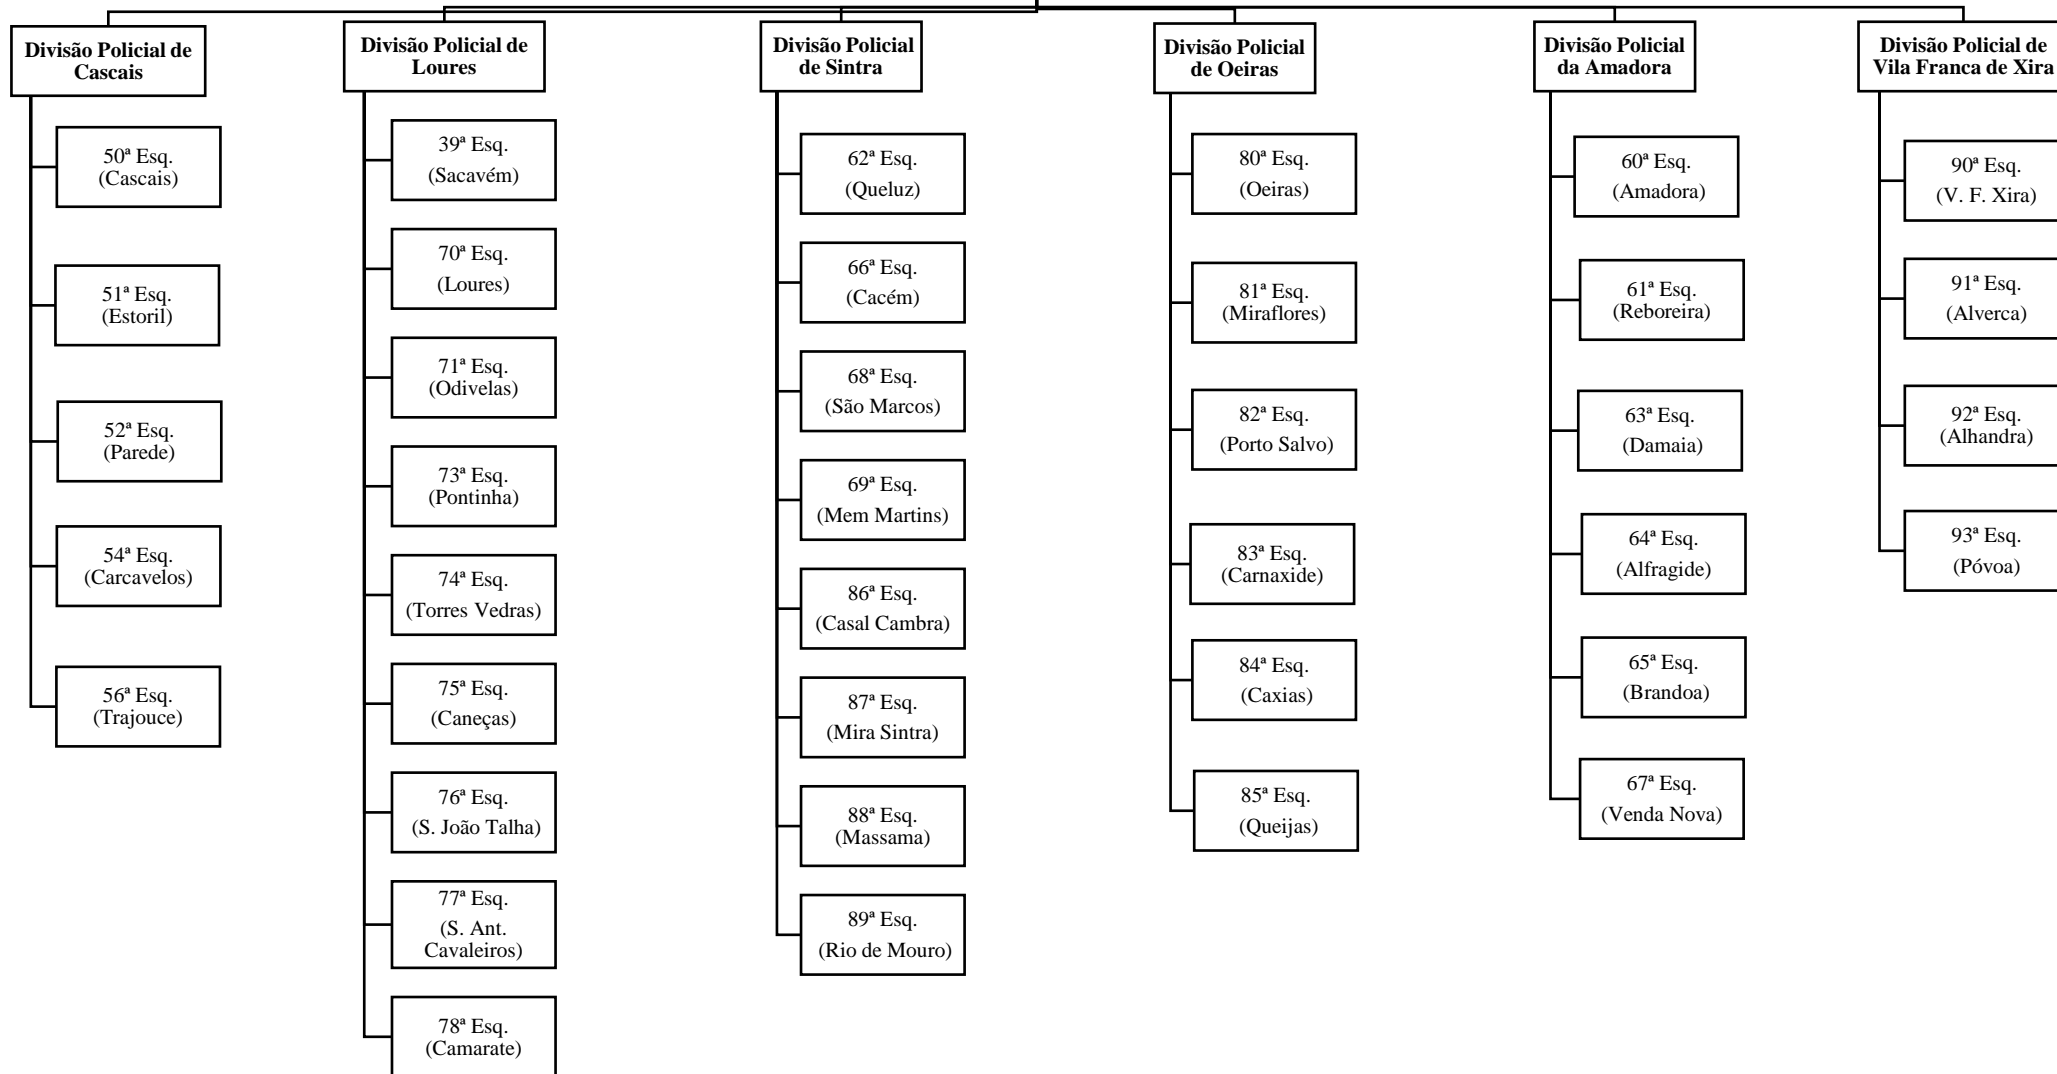 Divisão Policial de
Cascais
50ª Esq.
(Cascais)
51ª Esq.
(Estoril)
52ª Esq.
(Parede)
54ª Esq.
(Carcavelos)
56ª Esq.
(Trajouce)
Divisão Policial de
Loures
39ª Esq.
(Sacavém)
70ª Esq.
(Loures)
71ª Esq.
(Odivelas)
73ª Esq.
(Pontinha)
74ª Esq.
(Torres Vedras)
75ª Esq.
(Caneças)
76ª Esq.
(S. João Talha)
77ª Esq.
(S. Ant.
Cavaleiros)
78ª Esq.
(Camarate)
Divisão Policial
de Sintra
62ª Esq.
(Queluz)
66ª Esq.
(Cacém)
68ª Esq.
(São Marcos)
69ª Esq.
(Mem Martins)
86ª Esq.
(Casal Cambra)
87ª Esq.
(Mira Sintra)
88ª Esq.
(Massama)
89ª Esq.
(Rio de Mouro)
Divisão Policial
de Oeiras
80ª Esq.
(Oeiras)
81ª Esq.
(Miraflores)
82ª Esq.
(Porto Salvo)
83ª Esq.
(Carnaxide)
84ª Esq.
(Caxias)
85ª Esq.
(Queijas)
Divisão Policial
da Amadora
60ª Esq.
(Amadora)
61ª Esq.
(Reboreira)
63ª Esq.
(Damaia)
64ª Esq.
(Alfragide)
65ª Esq.
(Brandoa)
67ª Esq.
(Venda Nova)
Divisão Policial de
Vila Franca de Xira
90ª Esq.
(V. F. Xira)
91ª Esq.
(Alverca)
92ª Esq.
(Alhandra)
93ª Esq.
(Póvoa)